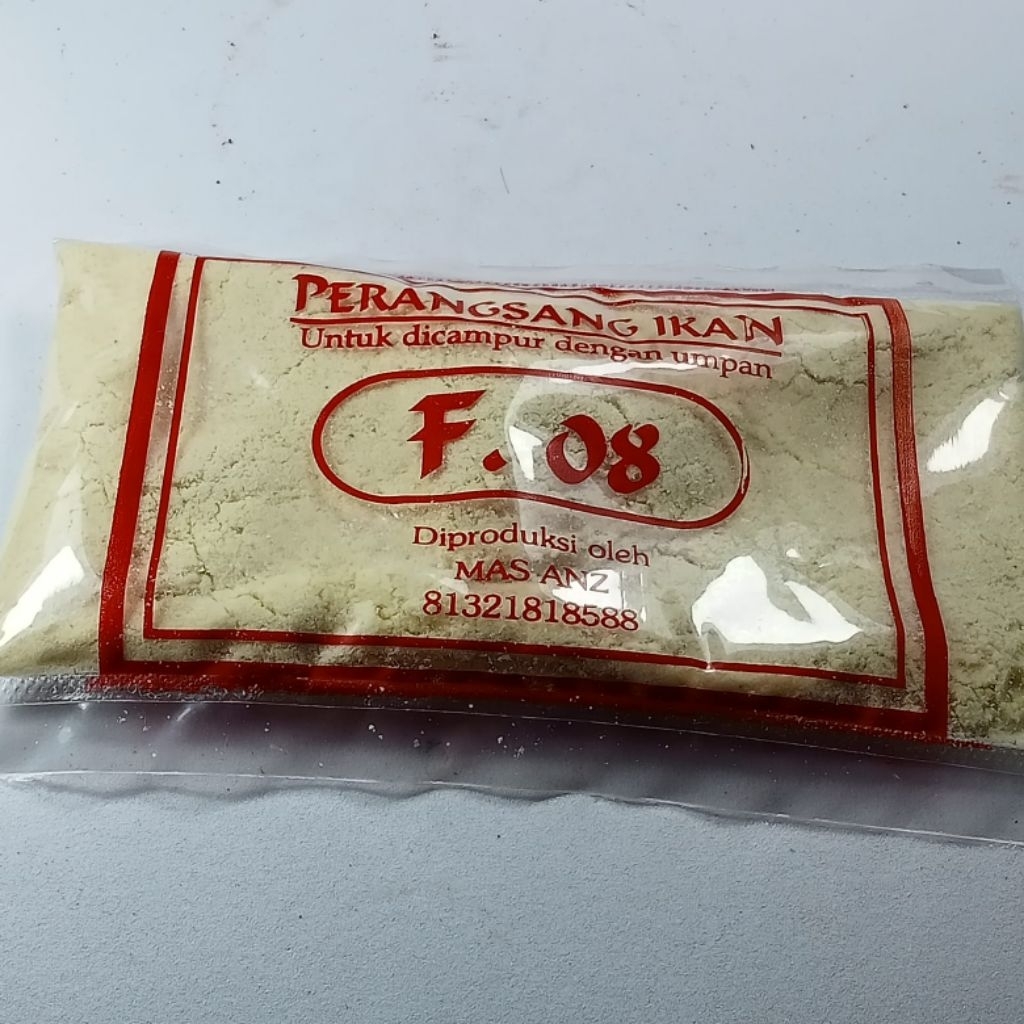 PERANGSANG IKAN
Untuk dicampur dengan umpan
F. 08
Diproduksi oleh
MAS ANZ
81321818588